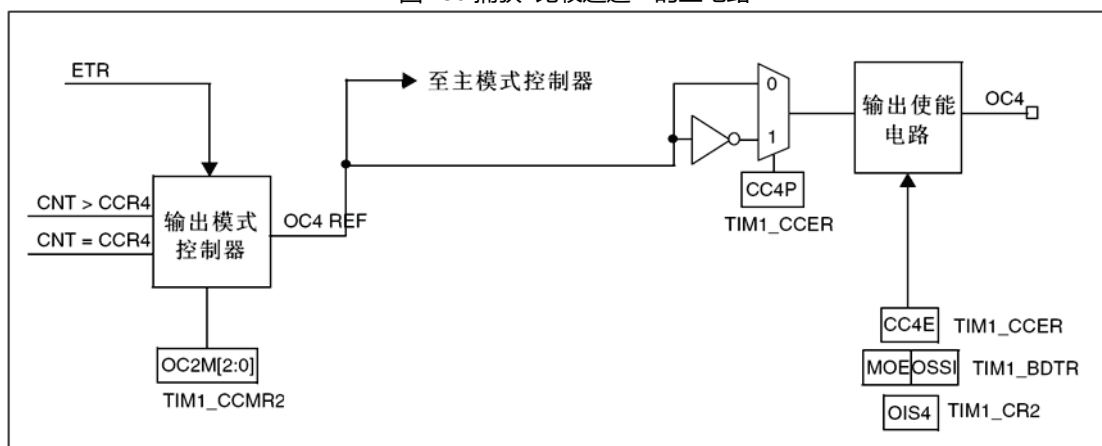 ETR
至主模式控制器
0
1
输出使能
电路
OC4
CNT > CCR4
CNT = CCR4
输出模式
控制器
OC4 REF
CC4P
TIM1_CCER
OC2M[2:0]
TIM1_CCMR2
CC4E TIM1_CCER
MOE OSSI TIM1_BDTR
OIS4 TIM1_CR2